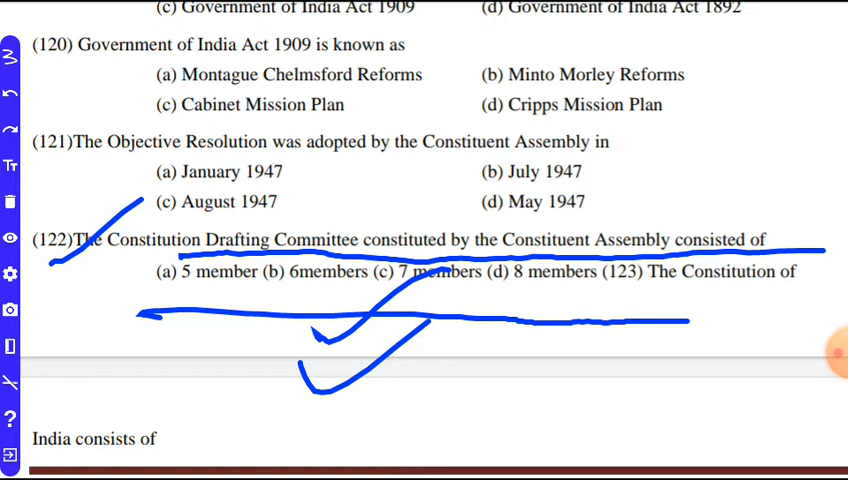 (c) Government of India Act 1909 (d) Government of India Act 1892
(120) Government of India Act 1909 is known as
(a) Montague Chelmsford Reforms (b) Minto Morley Reforms
(c) Cabinet Mission Plan (d) Cripps Mission Plan
(121)The Objective Resolution was adopted by the Constituent Assembly in
(a) January 1947 (b) July 1947
(c) August 1947 (d) May 1947
(122)The Constitution Drafting Committee constituted by the Constituent Assembly consisted of
(a) 5 member (b) 6members (c) 7 members (d) 8 members (123) The Constitution of
India consists of